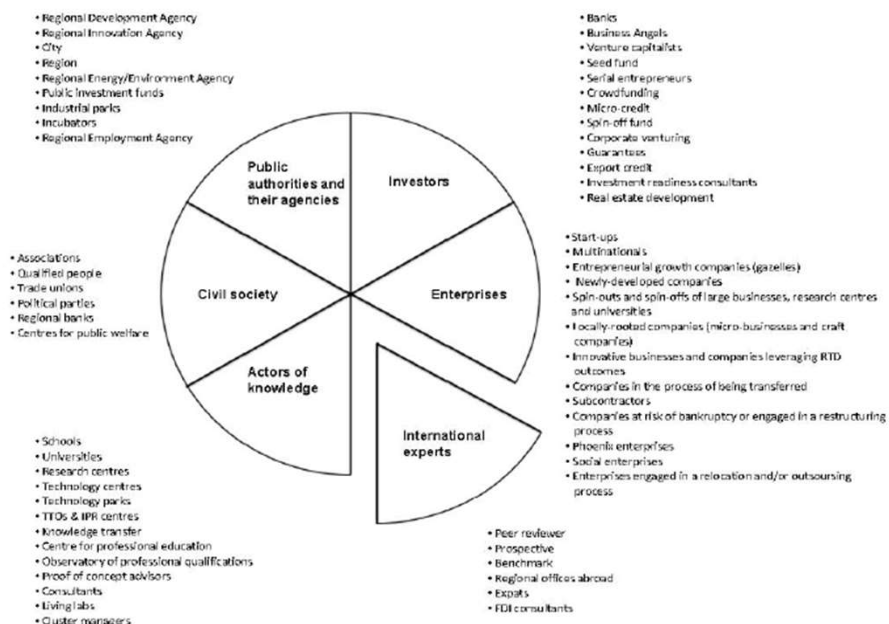 • Regional Development Agency
• Regional Innovation Agency
• City
• Region
• Regional Energy/Environment Agency
• Public investment funds
• Industrial parks
• Incubators
• Regional Employment Agency
• Banks
• Business Angels
• Venture capitalists
• Seed fund
• Serial entrepreneurs
• Crowdfunding
• Micro-credit
• Spin-off fund
• Corporate venturing
• Guarantees
• Export credit
• Investment readiness consultants
• Real estate development
Public
authorities and
their agencies
Investors
• Associations
• Qualified people
• Trade unions
• Political parties
• Regional banks
• Centres for public welfare
Civil society
Enterprises
• Start-ups
• Multinationals
• Entrepreneurial growth companies (gazelles)
• Newly-developed companies
• Spin-outs and spin-offs of large businesses, research centres
and universities
• Locally-rooted companies (micro-businesses and craft
companies)
• Innovative businesses and companies leveraging RTD
outcomes
• Companies in the process of being transferred
• Subcontractors
• Companies at risk of bankruptcy or engaged in a restructuring
process
• Phoenix enterprises
• Social enterprises
• Enterprises engaged in a relocation and/or outsoursing
process
Actors of
knowledge
International
experts
• Schools
• Universities
• Research centres
• Technology centres
• Technology parks
• TTOs & IPR centres
• Knowledge transfer
• Centre for professional education
• Observatory of professional qualifications
• Proof of concept advisors
• Consultants
• Living labs
• Cluster managers
• Peer reviewer
• Prospective
• Benchmark
• Regional offices abroad
• Expats
• FDI consultants